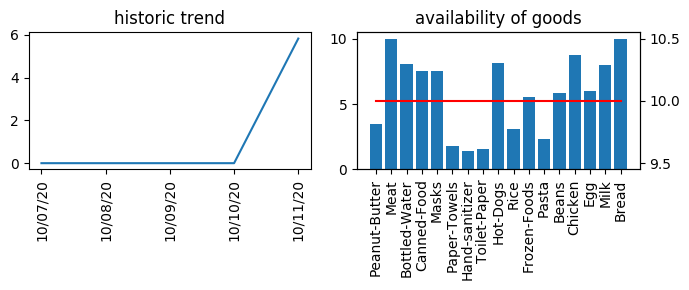 historic trend
6
4
2
0
10/07/20
10/08/20
10/09/20
10/10/20
10/11/20
availability of goods
10
5
0
10.5
10.0
9.5
Peanut-Butter
Meat
Bottled-Water
Canned-Food
Masks
Paper-Towels
Hand-sanitizer
Toilet-Paper
Hot-Dogs
Rice
Frozen-Foods
Pasta
Beans
Chicken
Egg
Milk
Bread